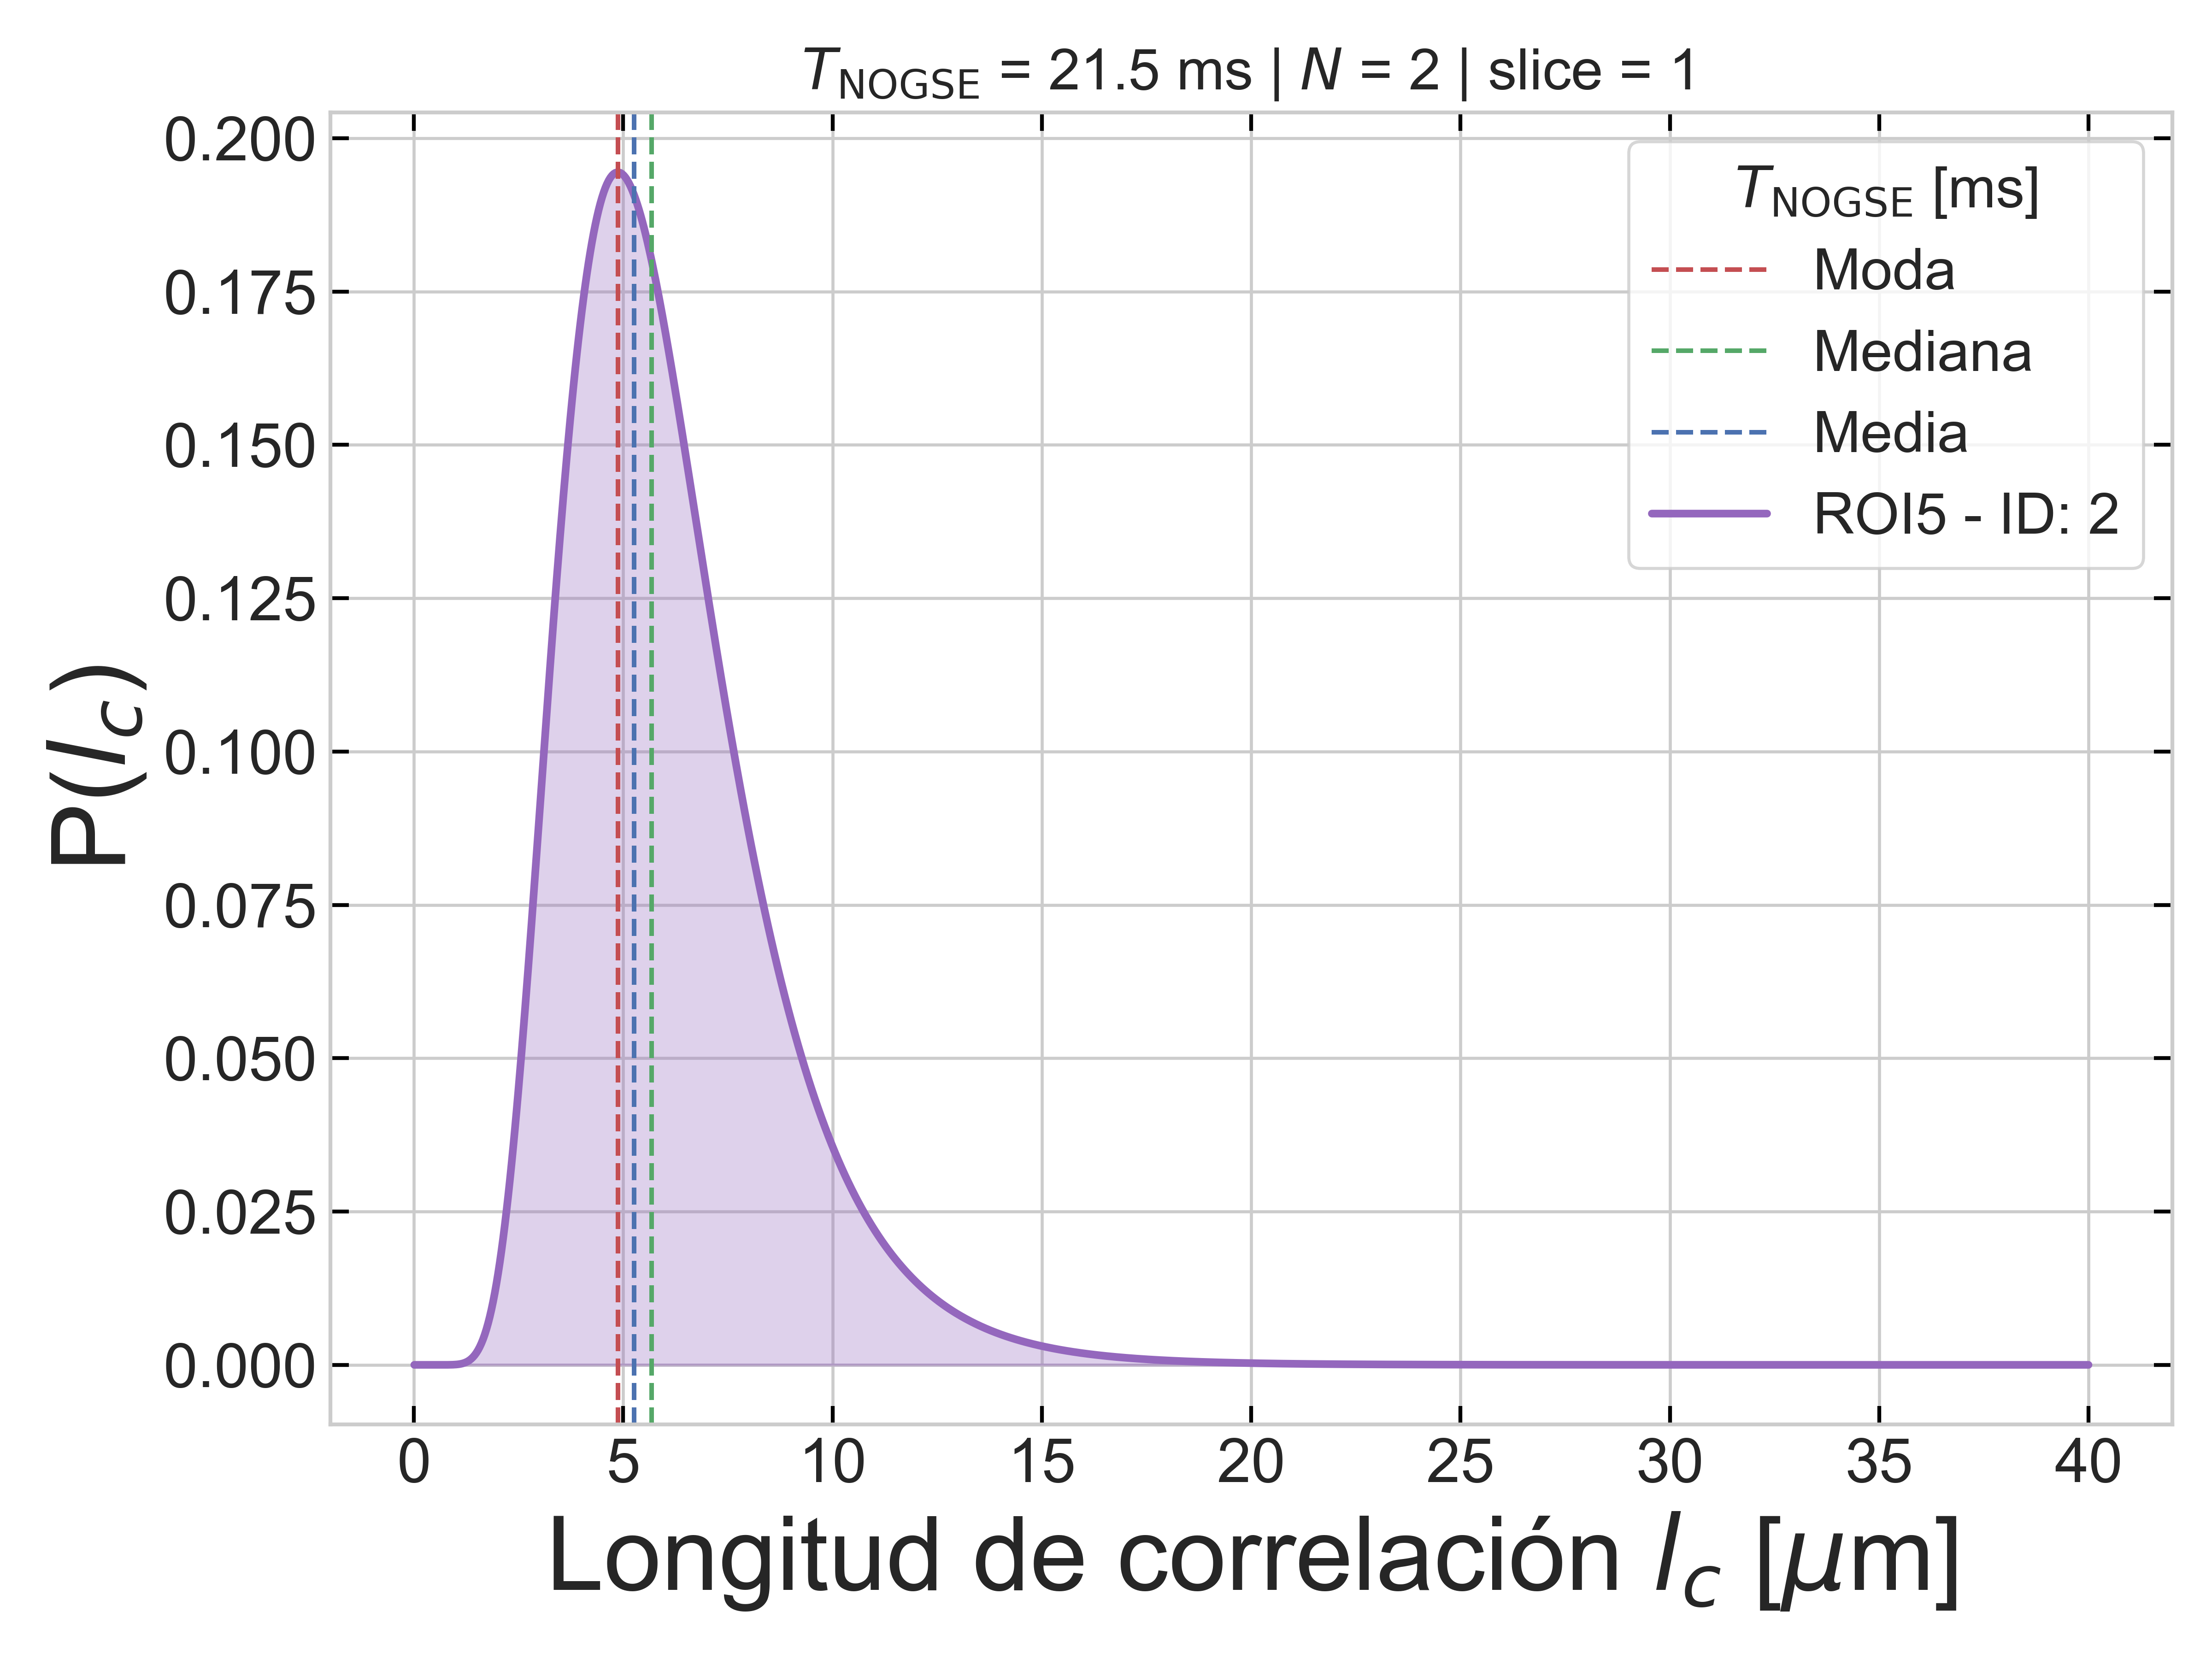 T_NOGSE = 21.5 ms | N = 2 | slice = 1
0.200
0.175
0.150
0.125
0.100
0.075
0.050
0.025
0.000
P(l_c)
T_NOGSE [ms]
Moda
Mediana
Media
ROI5 - ID: 2
0 5 10 15 20 25 30 35 40
Longitud de correlación l_c [μm]